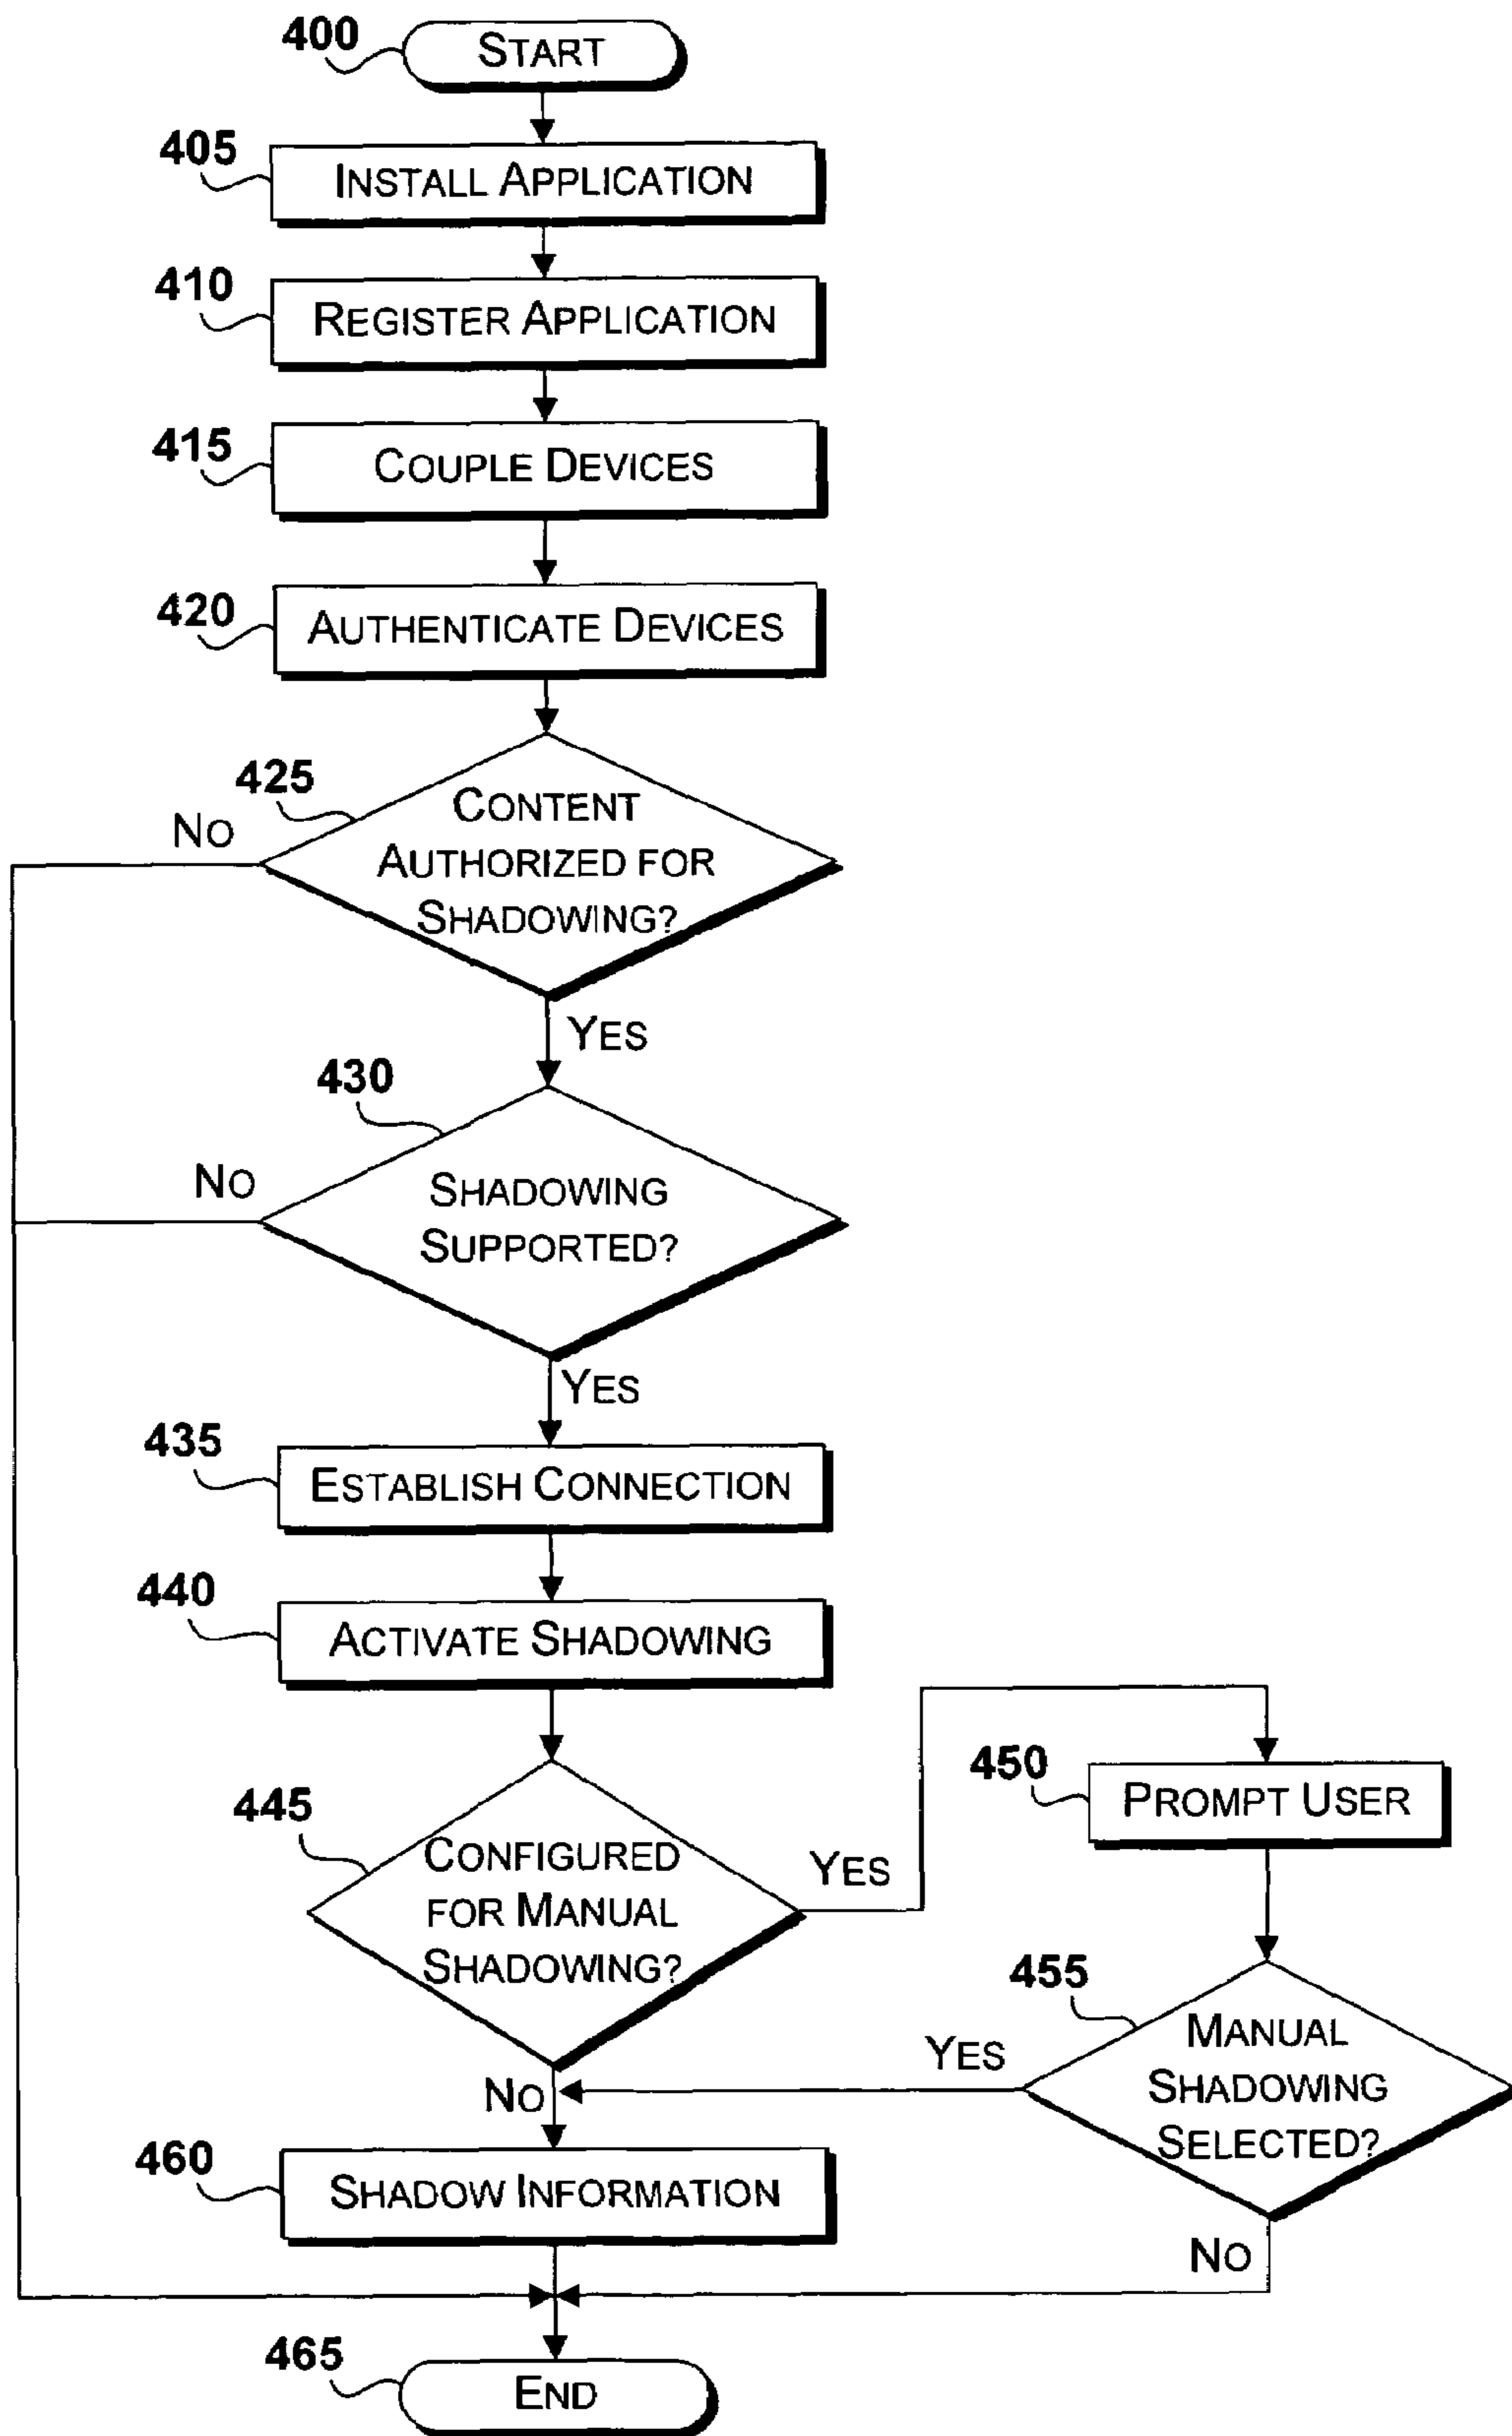 400
START
405
INSTALL APPLICATION
410
REGISTER APPLICATION
415
COUPLE DEVICES
420
AUTHENTICATE DEVICES
425
NO
CONTENT
AUTHORIZED FOR
SHADOWING?
YES
430
NO
SHADOWING
SUPPORTED?
YES
435
ESTABLISH CONNECTION
440
ACTIVATE SHADOWING
445
CONFIGURED
FOR MANUAL
SHADOWING?
YES
NO
450
PROMPT USER
455
MANUAL
SHADOWING
SELECTED?
YES
NO
460
SHADOW INFORMATION
465
END